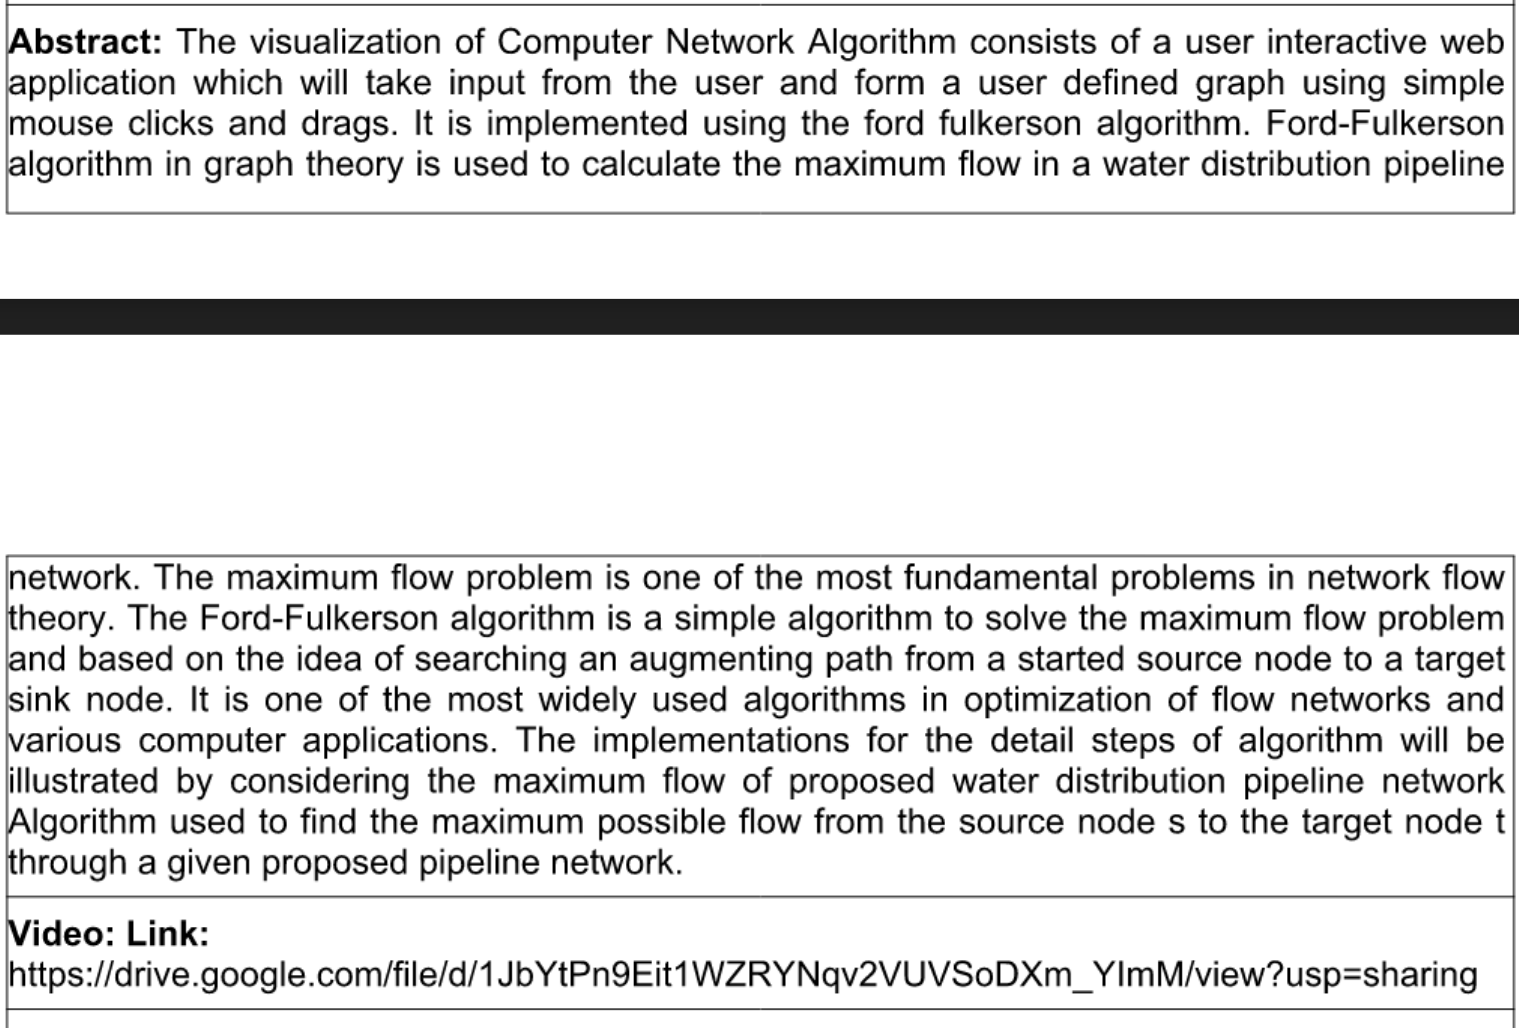 Abstract: The visualization of Computer Network Algorithm consists of a user interactive web
application which will take input from the user and form a user defined graph using simple
mouse clicks and drags. It is implemented using the ford fulkerson algorithm. Ford-Fulkerson
algorithm in graph theory is used to calculate the maximum flow in a water distribution pipeline
network. The maximum flow problem is one of the most fundamental problems in network flow
theory. The Ford-Fulkerson algorithm is a simple algorithm to solve the maximum flow problem
and based on the idea of searching an augmenting path from a started source node to a target
sink node. It is one of the most widely used algorithms in optimization of flow networks and
various computer applications. The implementations for the detail steps of algorithm will be
illustrated by considering the maximum flow of proposed water distribution pipeline network
Algorithm used to find the maximum possible flow from the source node s to the target node t
through a given proposed pipeline network.
Video: Link:
https://drive.google.com/file/d/1JbYtPn9Eit1WZRYNqv2VUVSoDXm_YImM/view?usp=sharing